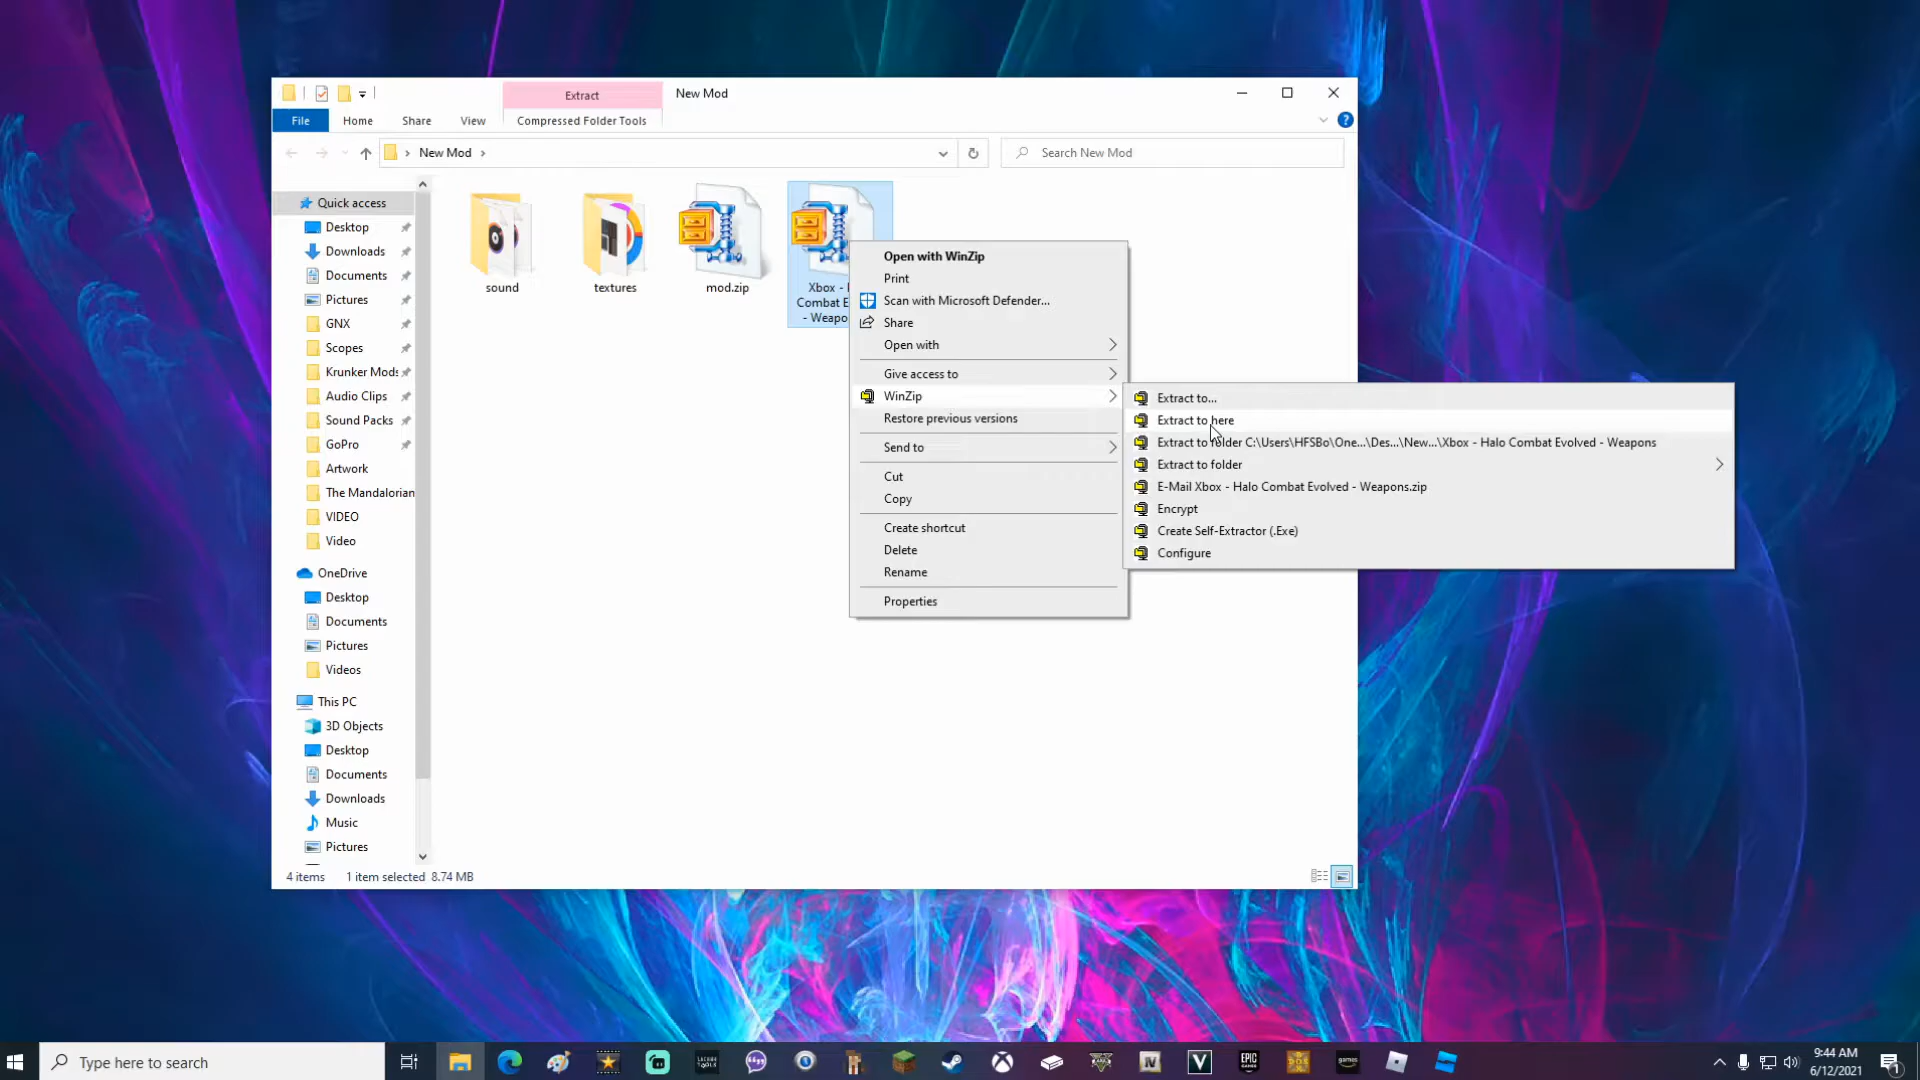 Extract
New Mod
File
Home
Share
View
Compressed Folder Tools
New Mod
Search New Mod
Quick access
Desktop
Downloads
Documents
Pictures
GNX
Scopes
Krunker Mods
Audio Clips
Sound Packs
GoPro
Artwork
The Mandalorian
VIDEO
Video
OneDrive
Desktop
Documents
Pictures
Videos
This PC
3D Objects
Desktop
Documents
Downloads
Music
Pictures
sound
textures
mod.zip
Xbox -
Combat
- Weapo
Open with WinZip
Print
Scan with Microsoft Defender...
Share
Open with
Give access to
WinZip
Restore previous versions
Send to
Cut
Copy
Create shortcut
Delete
Rename
Properties
Extract to...
Extract to here
Extract to folder C:\Users\HFSBo\One...\Des...\New...\Xbox - Halo Combat Evolved - Weapons
Extract to folder
E-Mail Xbox - Halo Combat Evolved - Weapons.zip
Encrypt
Create Self-Extractor (.Exe)
Configure
4 items
1 item selected 8.74 MB
Type here to search
9:44 AM
6/12/2021